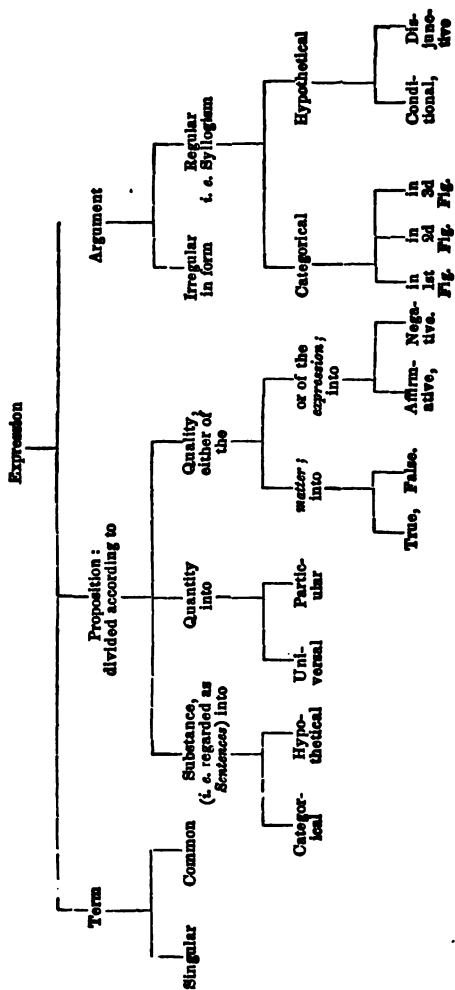 Expression
Term
Singular
Common
Proposition:
divided according to
Substance,
(i. e. regarded as
Sentences) into
Categor-
ical
Hypo-
thetical
Quantity
into
Uni-
versal
Partic-
ular
Quality;
either of
the
matter;
into
True, False.
or of the
expression;
into
Affirm-
ative,
Nega-
tive.
Argument
Irregular
in form
Regular
i. e. Syllogism
Categorical
in
1st
Fig.
in
2d
Fig.
in
3d
Fig.
Hypothetical
Condi-
tional,
Dis-
junc-
tive